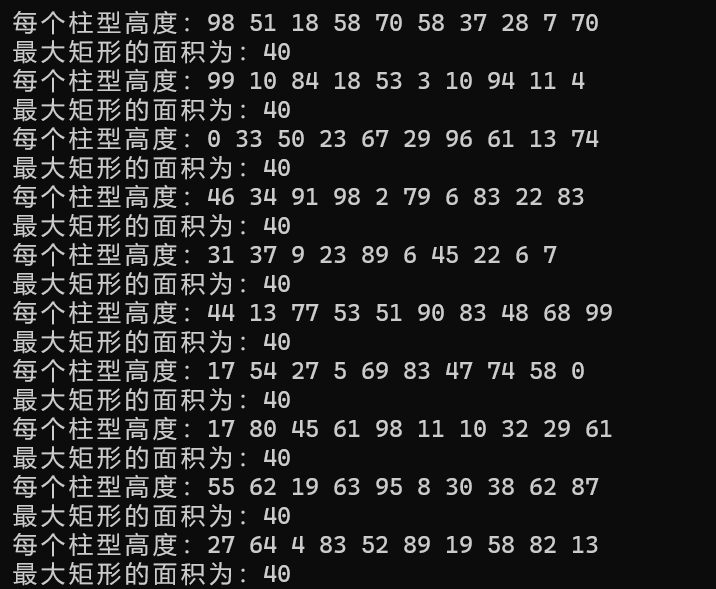 每个柱型高度: 98 51 18 58 70 58 37 28 7 70
最大矩形的面积为: 40
每个柱型高度: 99 10 84 18 53 3 10 94 11 4
最大矩形的面积为: 40
每个柱型高度: 0 33 50 23 67 29 96 61 13 74
最大矩形的面积为: 40
每个柱型高度: 46 34 91 98 2 79 6 83 22 83
最大矩形的面积为: 40
每个柱型高度: 31 37 9 23 89 6 45 22 6 7
最大矩形的面积为: 40
每个柱型高度: 44 13 77 53 51 90 83 48 68 99
最大矩形的面积为: 40
每个柱型高度: 17 54 27 5 69 83 47 74 58 0
最大矩形的面积为: 40
每个柱型高度: 17 80 45 61 98 11 10 32 29 61
最大矩形的面积为: 40
每个柱型高度: 55 62 19 63 95 8 30 38 62 87
最大矩形的面积为: 40
每个柱型高度: 27 64 4 83 52 89 19 58 82 13
最大矩形的面积为: 40